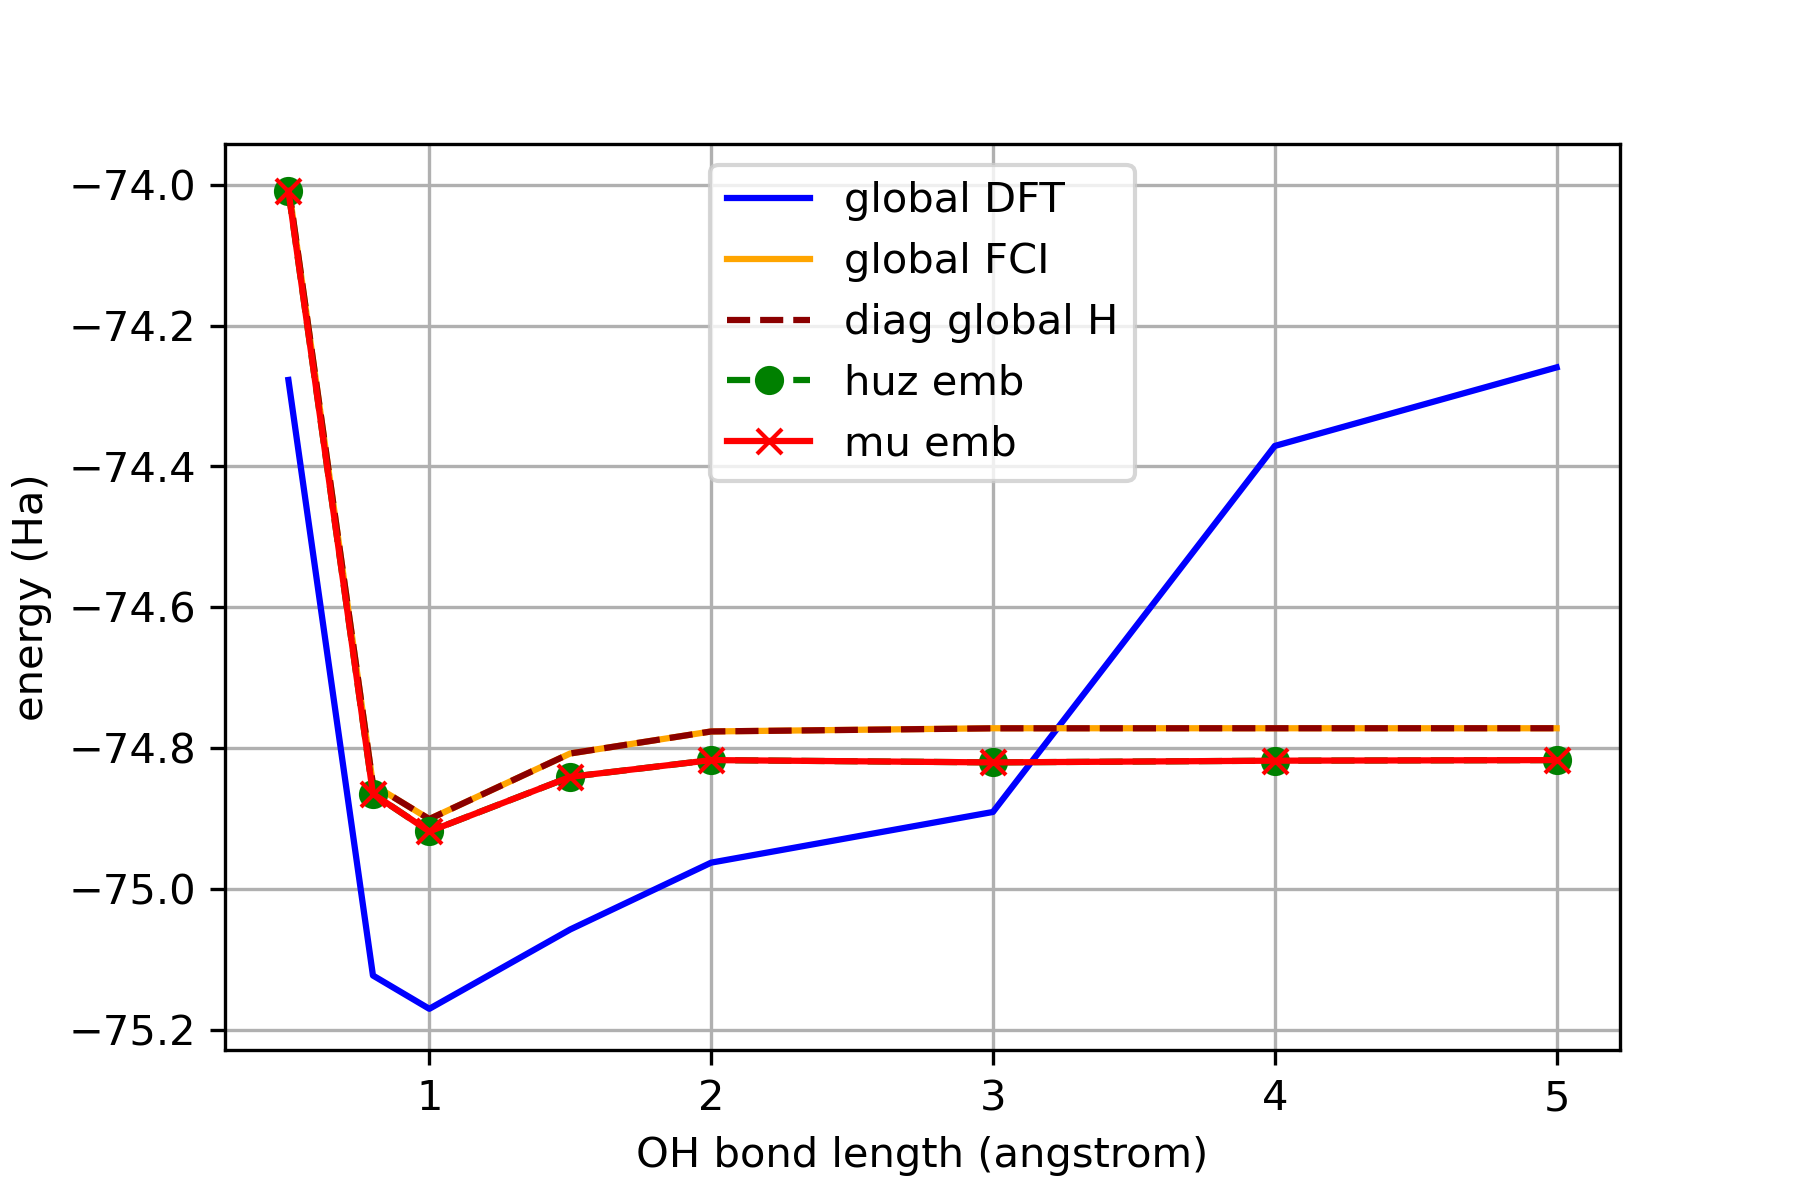 global DFT
global FCI
diag global H
huz emb
mu emb
energy (Ha)
−74.0
−74.2
−74.4
−74.6
−74.8
−75.0
−75.2
1 2 3 4 5
OH bond length (angstrom)